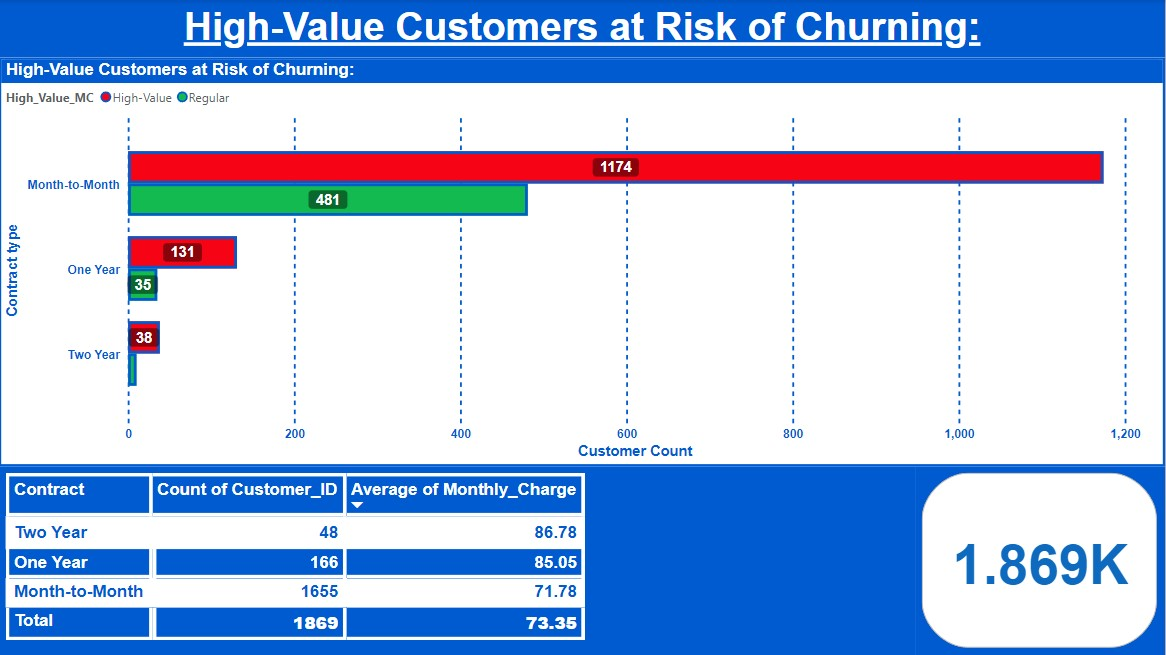 High-Value Customers at Risk of Churning:
High-Value Customers at Risk of Churning:
High_Value_MC High-Value Regular
Contract type
Month-to-Month
1174
481
One Year
131
35
Two Year
38
0 200 400 600 800 1,000 1,200
Customer Count
Contract Count of Customer_ID Average of Monthly_Charge
Two Year 48 86.78
One Year 166 85.05
Month-to-Month 1655 71.78
Total 1869 73.35
1.869K